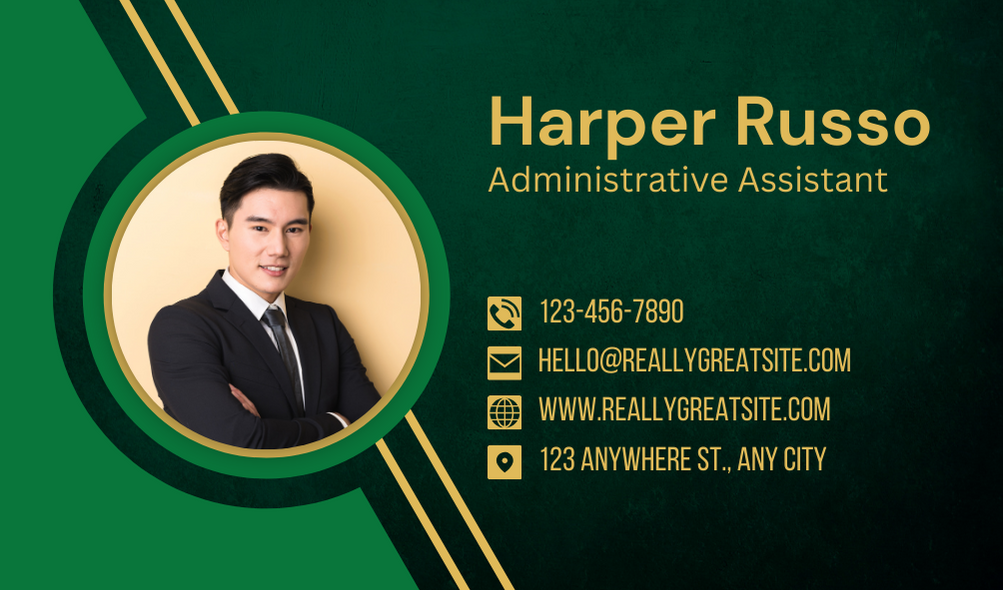 Harper Russo
Administrative Assistant
123-456-7890
HELLO@REALLYGREATSITE.COM
WWW.REALLYGREATSITE.COM
123 ANYWHERE ST., ANY CITY